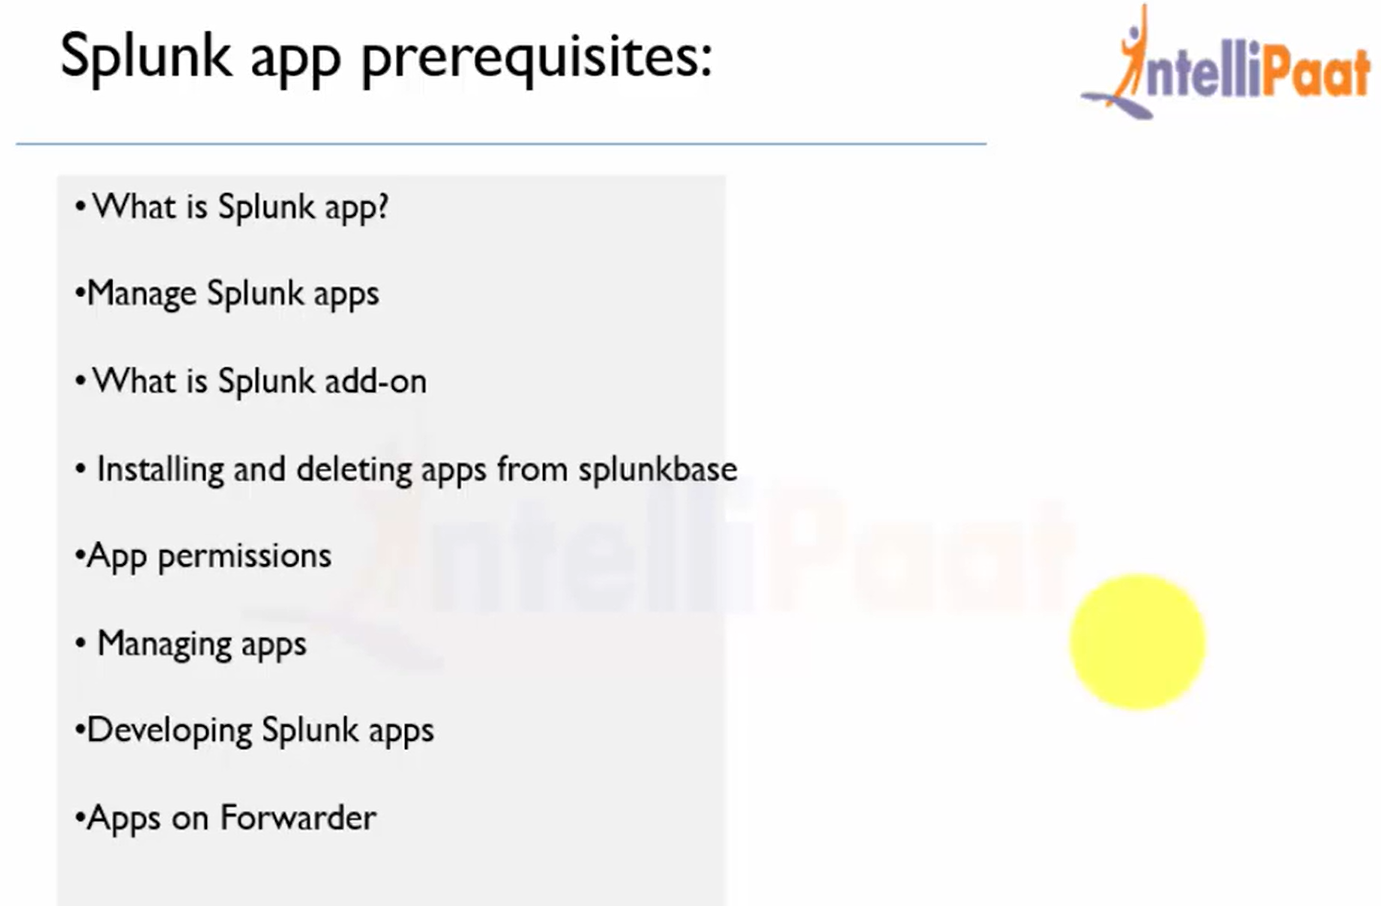 Splunk app prerequisites:
IntelliPaat
• What is Splunk app?
•Manage Splunk apps
• What is Splunk add-on
• Installing and deleting apps from splunkbase
IntelliPaat
•App permissions
• Managing apps
•Developing Splunk apps
•Apps on Forwarder